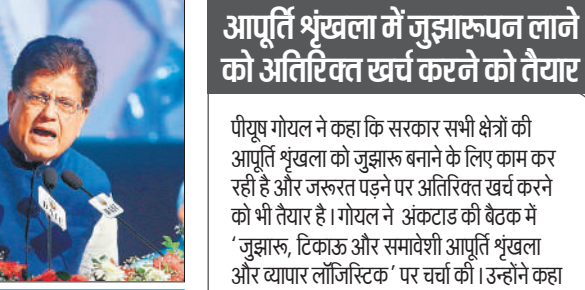 आपूर्ति श्रृंखला में जुझारूपन लाने
को अतिरिक्त खर्च करने को तैयार
पीयूष गोयल ने कहा कि सरकार सभी क्षेत्रों की
आपूर्ति श्रृंखला को जुझारू बनाने के लिए काम कर
रही है और जरूरत पड़ने पर अतिरिक्त खर्च करने
को भी तैयार है। गोयल ने अंकटाड की बैठक में
‘जुझारू, टिकाऊ और समावेशी आपूर्ति श्रृंखला
और व्यापार लॉजिस्टिक’ पर चर्चा की। उन्होंने कहा